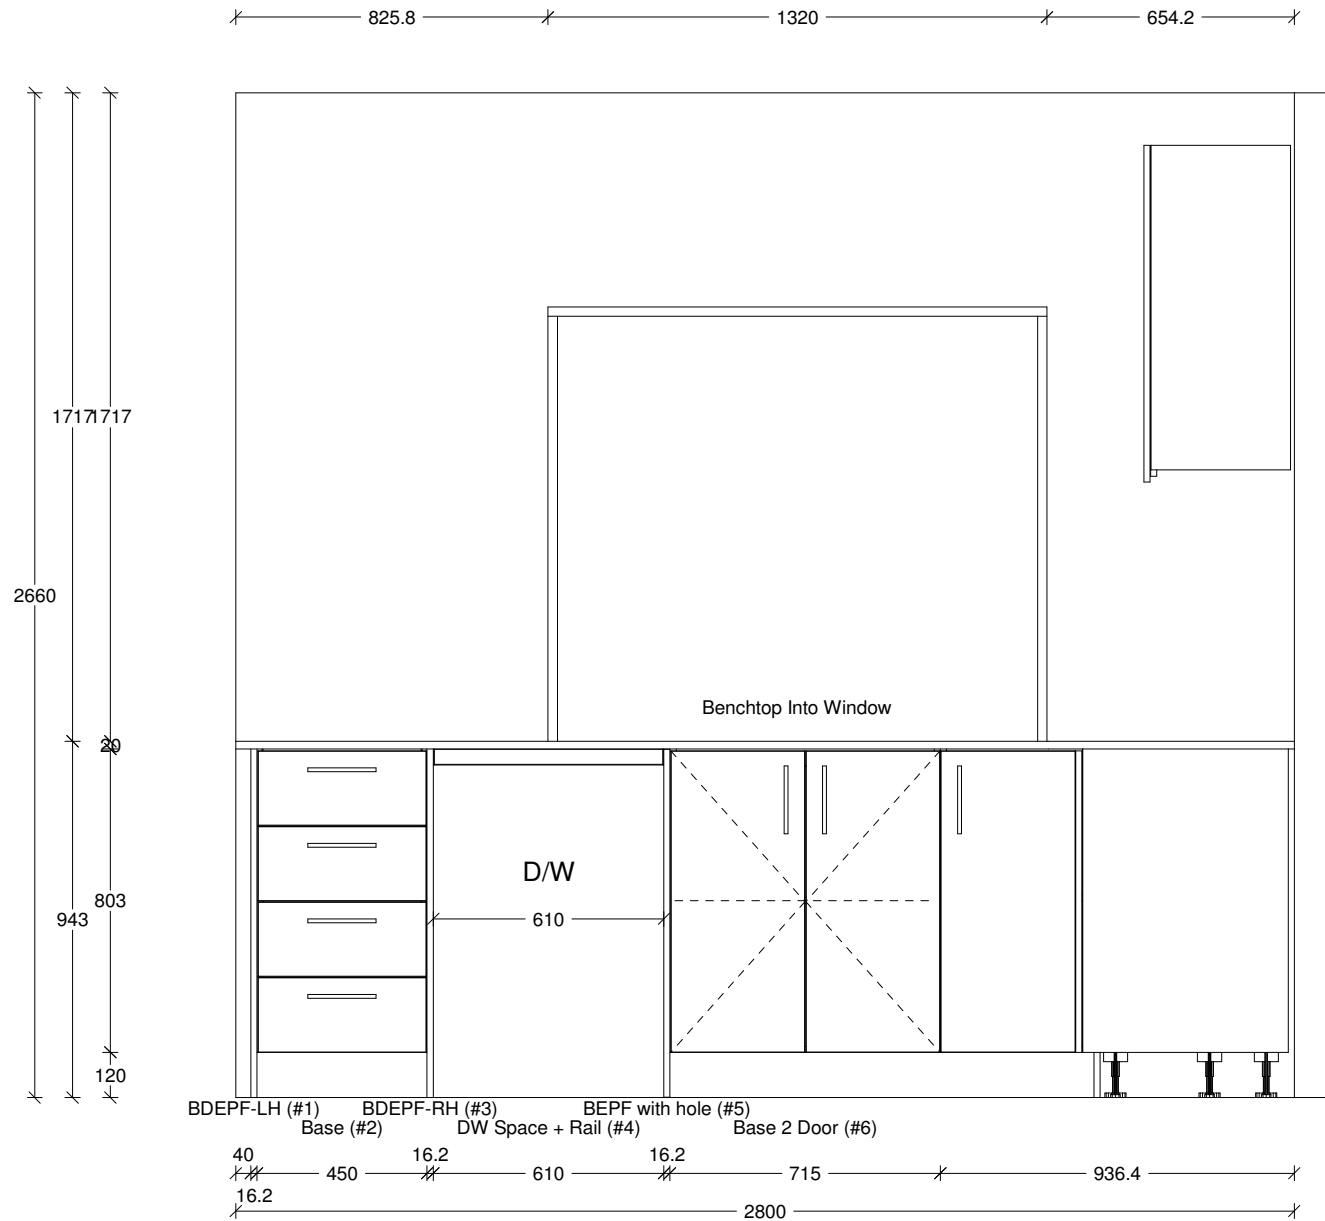 825.8 1320 654.2
1717 1717
2660
Benchtop Into Window
20
D/W
803
943 610
120
BDEPF-LH (#1) BDEPF-RH (#3) BEPF with hole (#5)
Base (#2) DW Space + Rail (#4) Base 2 Door (#6)
40 16.2 16.2
450 610 715 936.4
16.2
2800